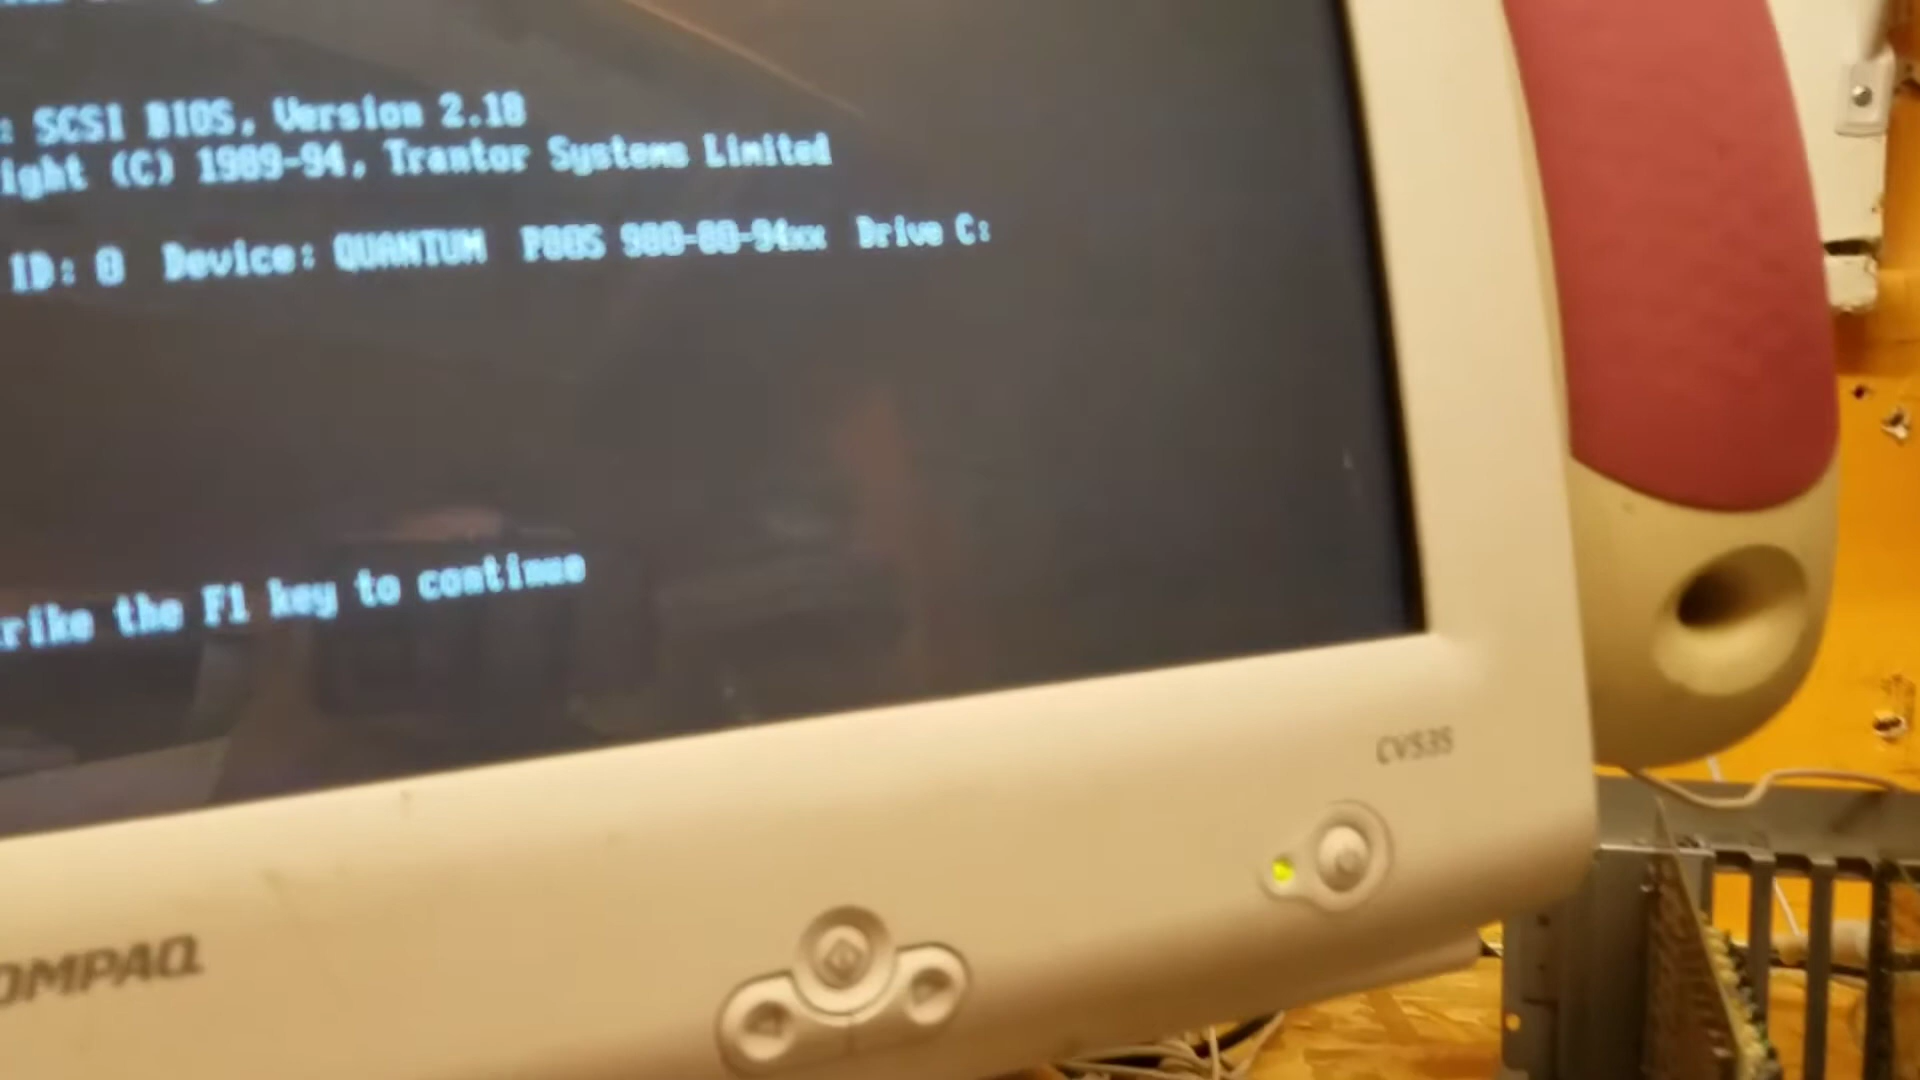 : SCSI BIOS, Version 2.18
ight (C) 1989-94, Trantor Systems Limited
ID: 0 Device: QUANTUM P80S 980-80-94xx Drive C:
rike the F1 key to continue
CV535
OMPAQ